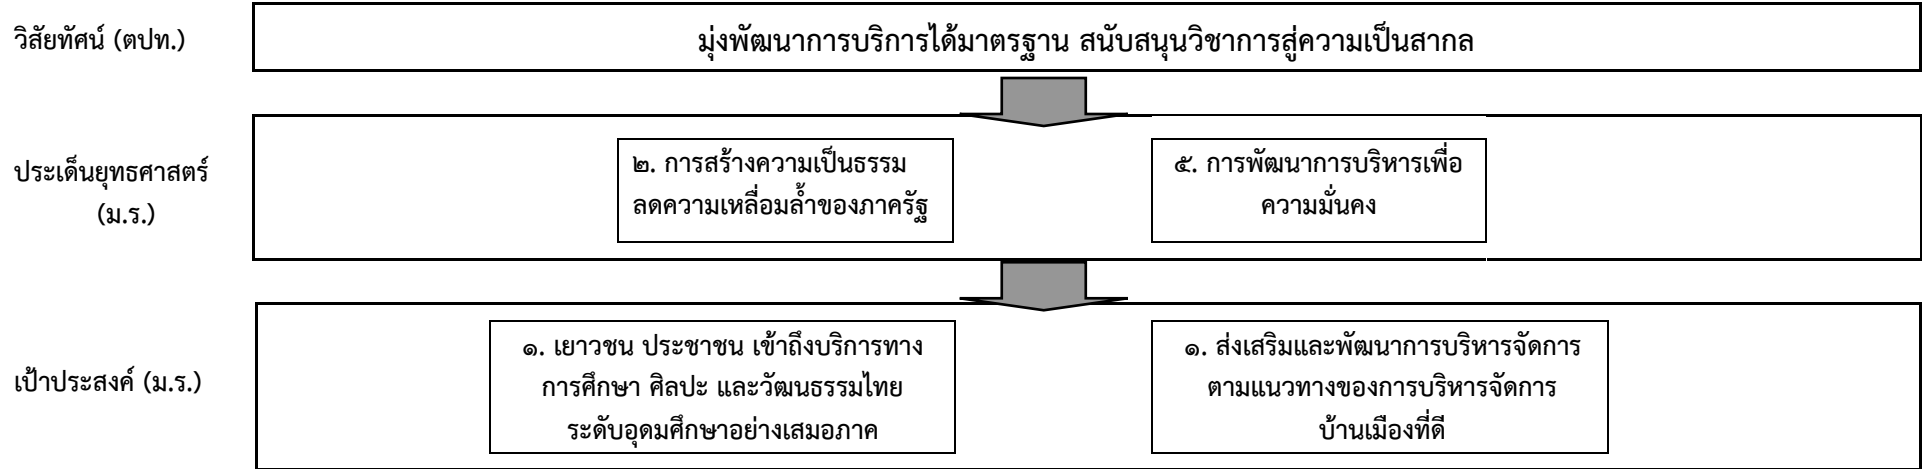 วิสัยทัศน์ (ตปท.)
มุ่งพัฒนาการบริการได้มาตรฐาน สนับสนุนวิชาการสู่ความเป็นสากล
ประเด็นยุทธศาสตร์
(ม.ร.)
๒. การสร้างความเป็นธรรม
ลดความเหลื่อมล้ำของภาครัฐ
๕. การพัฒนาการบริหารเพื่อ
ความมั่นคง
เป้าประสงค์ (ม.ร.)
๑. เยาวชน ประชาชน เข้าถึงบริการทาง
การศึกษา ศิลปะ และวัฒนธรรมไทย
ระดับอุดมศึกษาอย่างเสมอภาค
๑. ส่งเสริมและพัฒนาการบริหารจัดการ
ตามแนวทางของการบริหารจัดการ
บ้านเมืองที่ดี